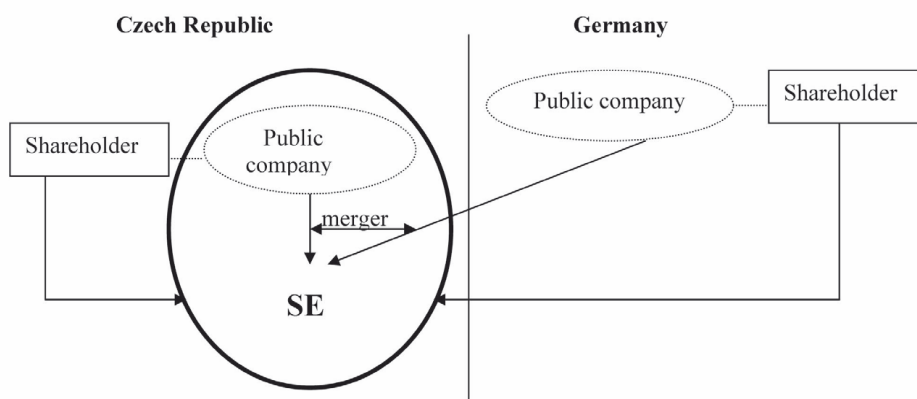 Czech Republic
Germany
Shareholder
Public
company
Public company
Shareholder
merger
SE